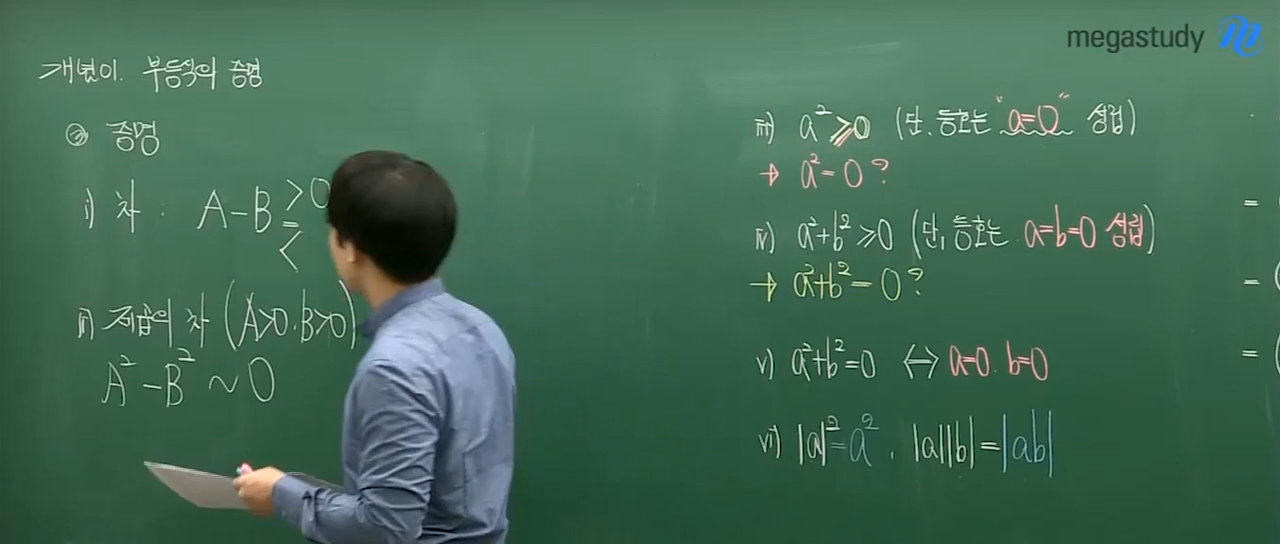 megastudy
개념01. 부등식의 증명
② 증명
i) 차 : A-B >0
=
<
ii) 제곱의 차 (A>0, B>0)
A²-B² ~ 0
iii) a²≥0 (단, 등호는 "a=0" 성립)
→ a²=0?
iv) a²+b²≥0 (단, 등호는 a=b=0 성립)
→ a²+b²=0?
v) a²+b²=0 ⟺ a=0. b=0
vi) |a|²=a², |a||b|=|ab|
=
=
=